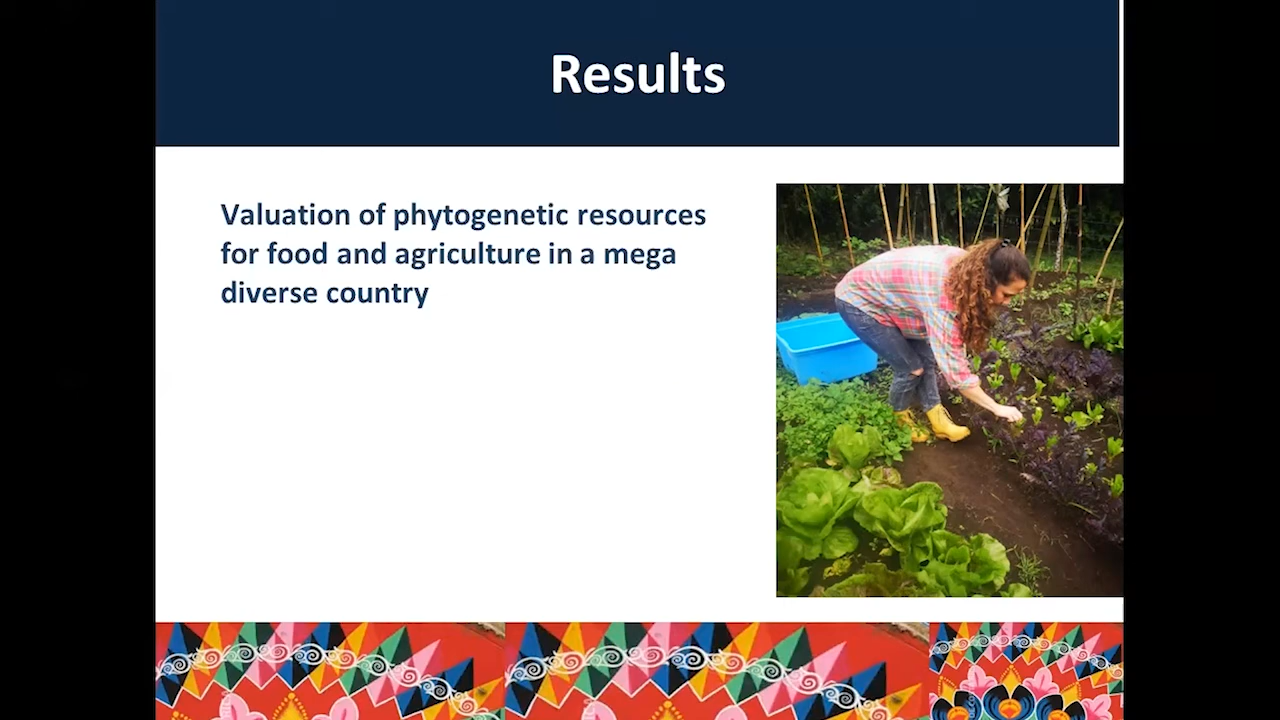 Results
Valuation of phytogenetic resources
for food and agriculture in a mega
diverse country